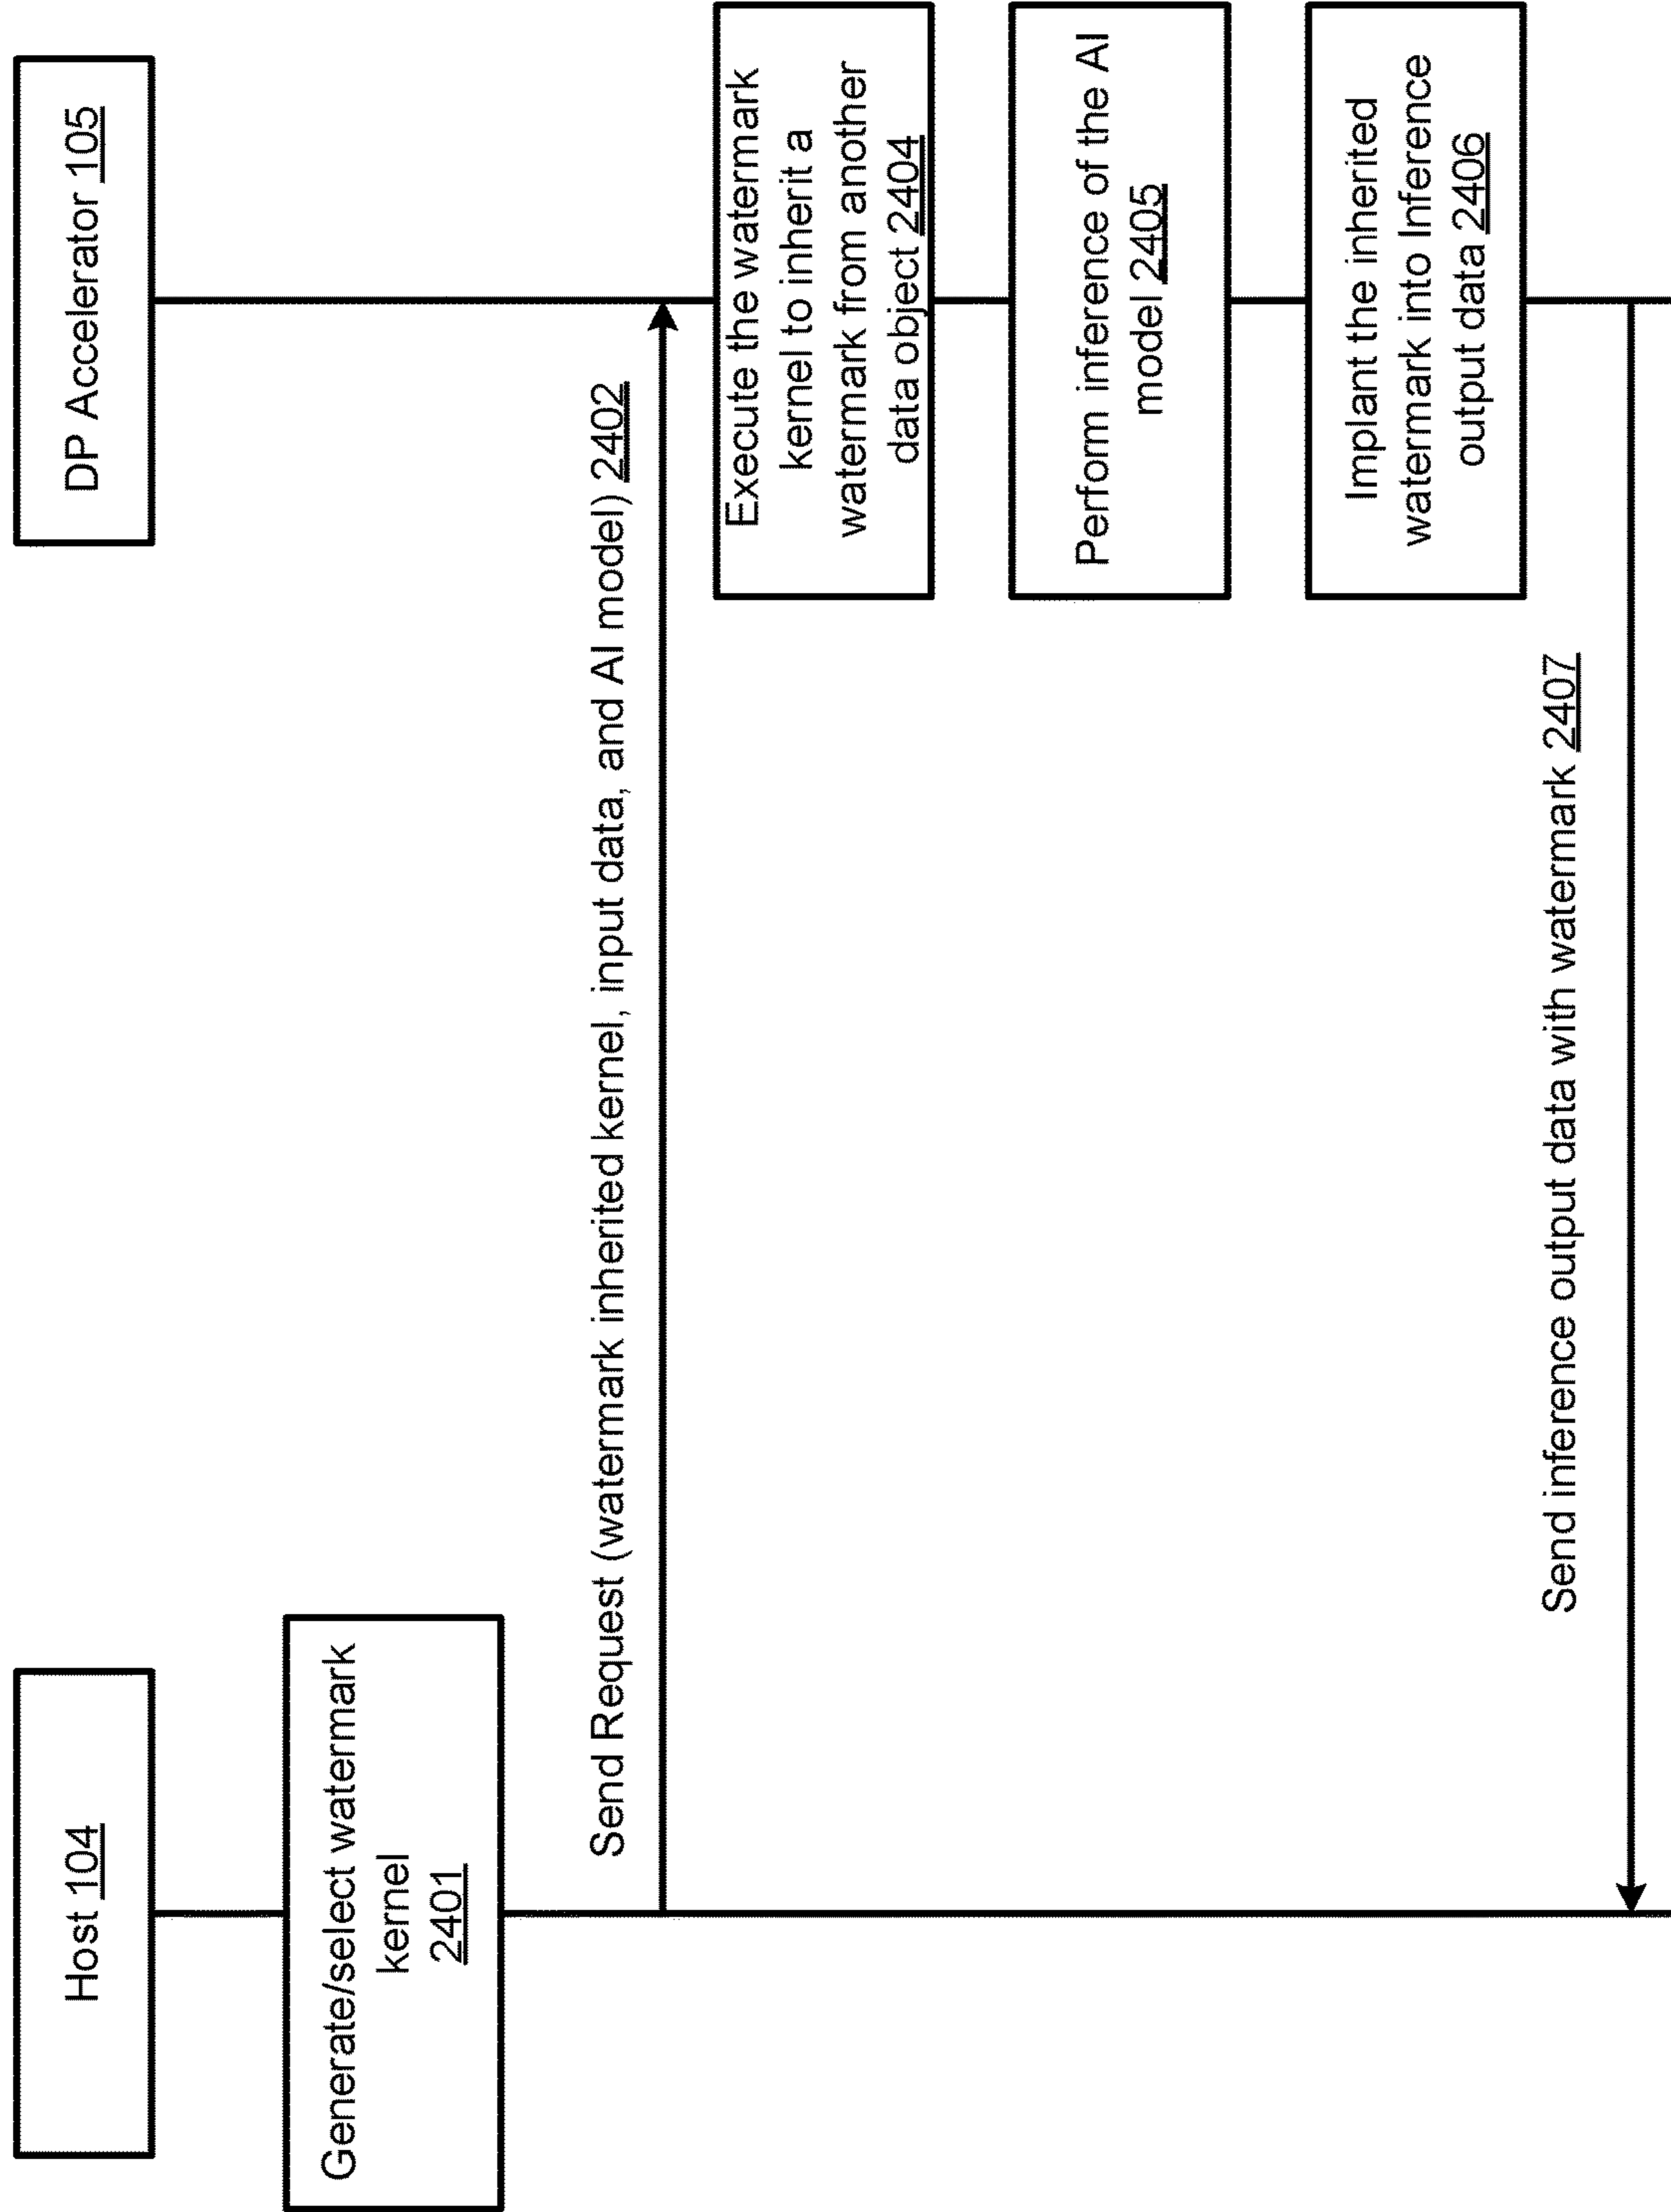 Host 104
DP Accelerator 105
Generate/select watermark
kernel
2401
Send Request (watermark inherited kernel, input data, and AI model) 2402
Execute the watermark
kernel to inherit a
watermark from another
data object 2404
Perform inference of the AI
model 2405
Implant the inherited
watermark into Inference
output data 2406
Send inference output data with watermark 2407